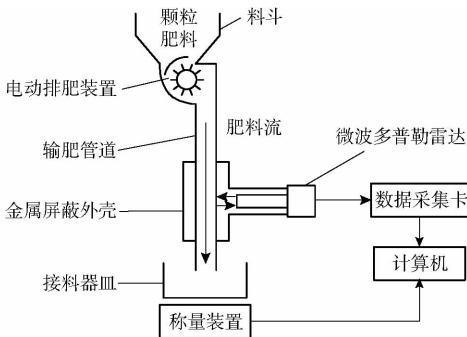 颗粒
肥料
料斗
电动排肥装置
肥料流
输肥管道
微波多普勒雷达
金属屏蔽外壳
数据采集卡
计算机
接料器皿
称量装置